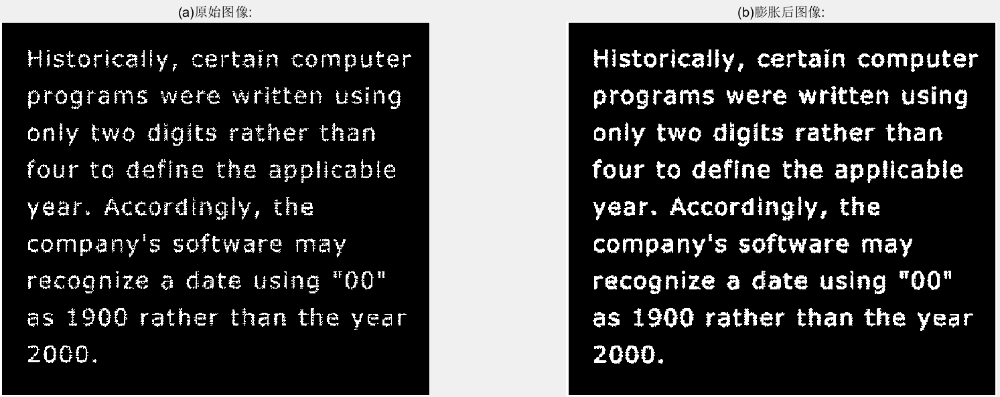 (a)原始图像:
Historically, certain computer
programs were written using
only two digits rather than
four to define the applicable
year. Accordingly, the
company's software may
recognize a date using "00"
as 1900 rather than the year
2000.
(b)膨胀后图像:
Historically, certain computer
programs were written using
only two digits rather than
four to define the applicable
year. Accordingly, the
company's software may
recognize a date using "00"
as 1900 rather than the year
2000.